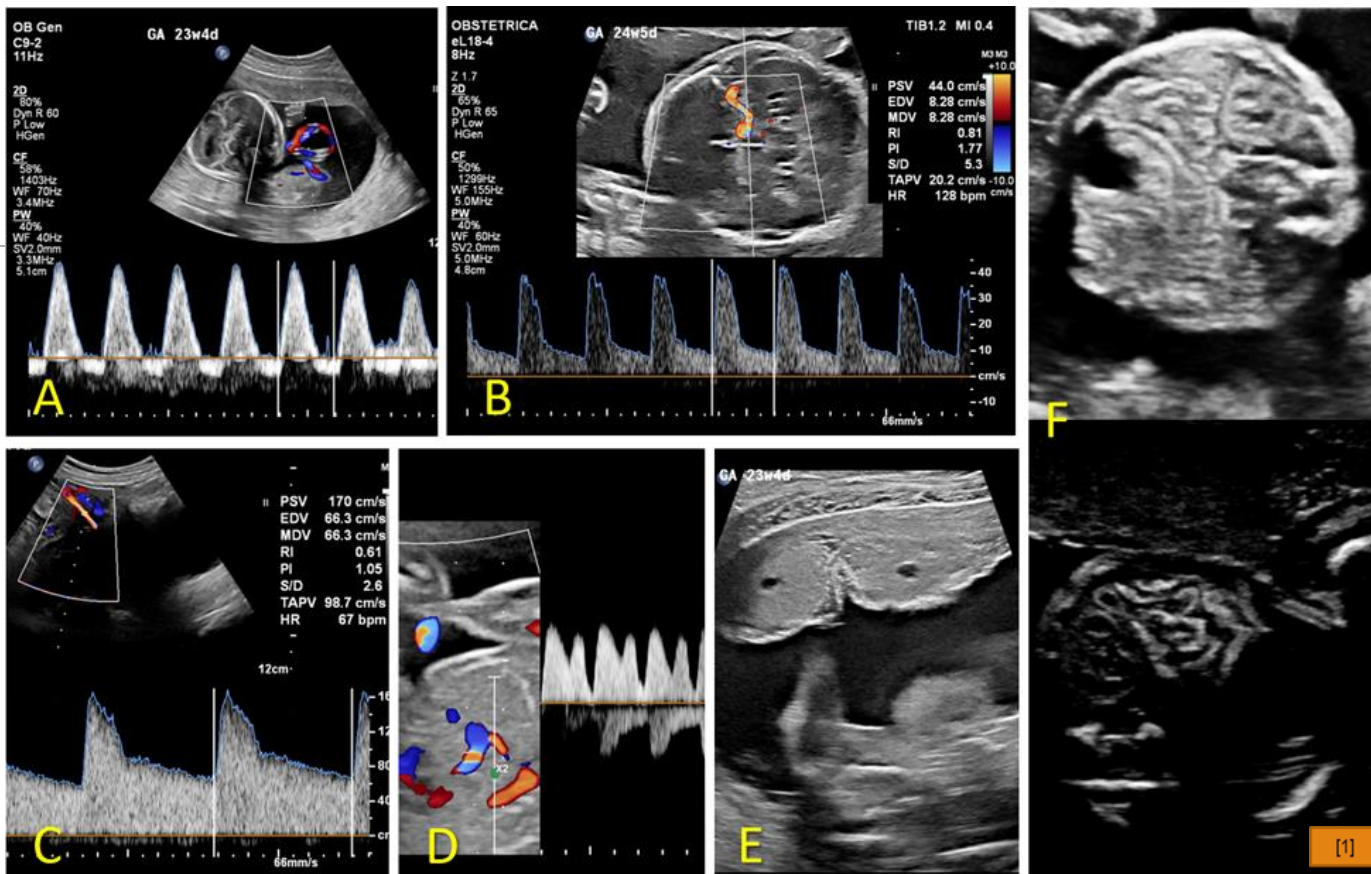 OB Gen
C9-2
11Hz
GA 23w4d
2D
80%
Dyn R 60
P Low
HGen
CF
58%
1403Hz
WF 70Hz
3.4MHz
PW
40%
WF 40Hz
SV2.0mm
3.3MHz
5.1cm
P
12
A
OBSTETRICA
eL18-4
8Hz
GA 24w5d
TIB1.2 MI 0.4
Z 1.7
2D
65%
Dyn R 65
P Low
HGen
CF
50%
1299Hz
WF 155Hz
5.0MHz
PW
40%
WF 60Hz
SV2.0mm
5.0MHz
4.8cm
M3 M3
+10.0
-10.0
cm/s
PSV 44.0 cm/s
EDV 8.28 cm/s
MDV 8.28 cm/s
RI 0.81
PI 1.77
S/D 5.3
TAPV 20.2 cm/s
HR 128 bpm
40
30
20
10
cm/s
-10
66mm/s
B
F
P
PSV 170 cm/s
EDV 66.3 cm/s
MDV 66.3 cm/s
RI 0.61
PI 1.05
S/D 2.6
TAPV 98.7 cm/s
HR 67 bpm
12cm
80
40
66mm/s
C
X2
D
GA 23w4d
E
[1]